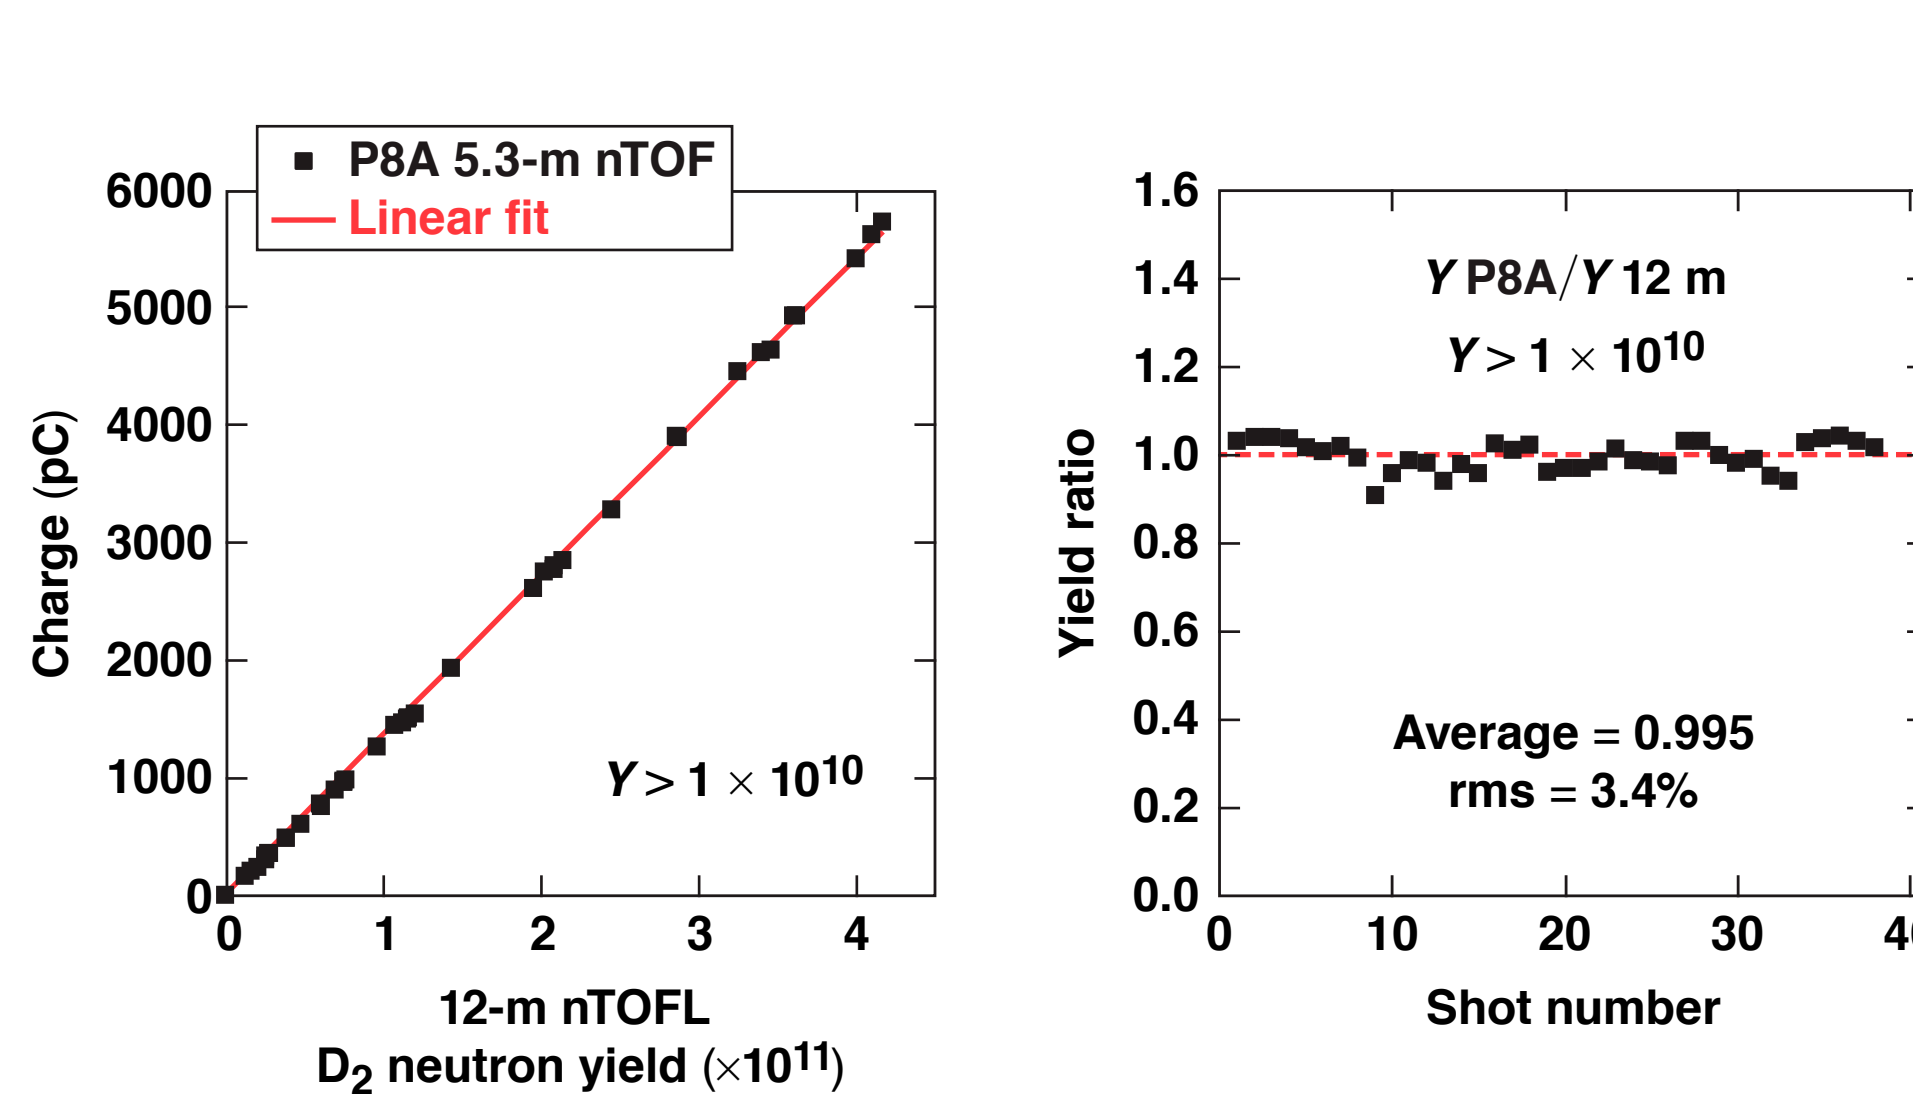 P8A 5.3-m nTOF
Linear fit
6000
5000
4000
3000
2000
1000
0
Charge (pC)
Y > 1 × 10¹⁰
0 1 2 3 4
12-m nTOFL
D₂ neutron yield (×10¹¹)
1.6
1.4
1.2
1.0
0.8
0.6
0.4
0.2
0.0
Yield ratio
Y P8A/Y 12 m
Y > 1 × 10¹⁰
Average = 0.995
rms = 3.4%
0 10 20 30
Shot number